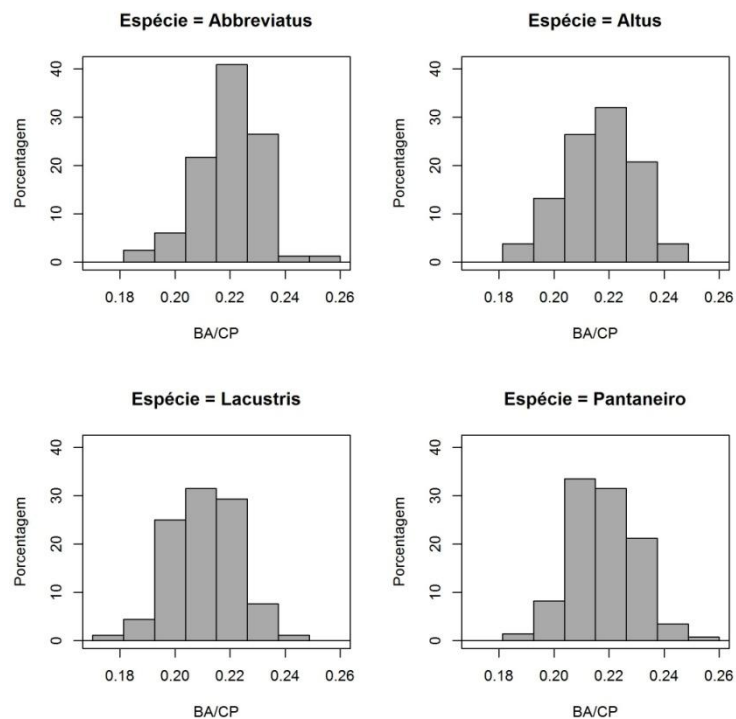 Espécie = Abbreviatus
Porcentagem
40
30
20
10
0
0.18 0.20 0.22 0.24 0.26
BA/CP
Espécie = Altus
Porcentagem
40
30
20
10
0
0.18 0.20 0.22 0.24 0.26
BA/CP
Espécie = Lacustris
Porcentagem
40
30
20
10
0
0.18 0.20 0.22 0.24 0.26
BA/CP
Espécie = Pantaneiro
Porcentagem
40
30
20
10
0
0.18 0.20 0.22 0.24 0.26
BA/CP